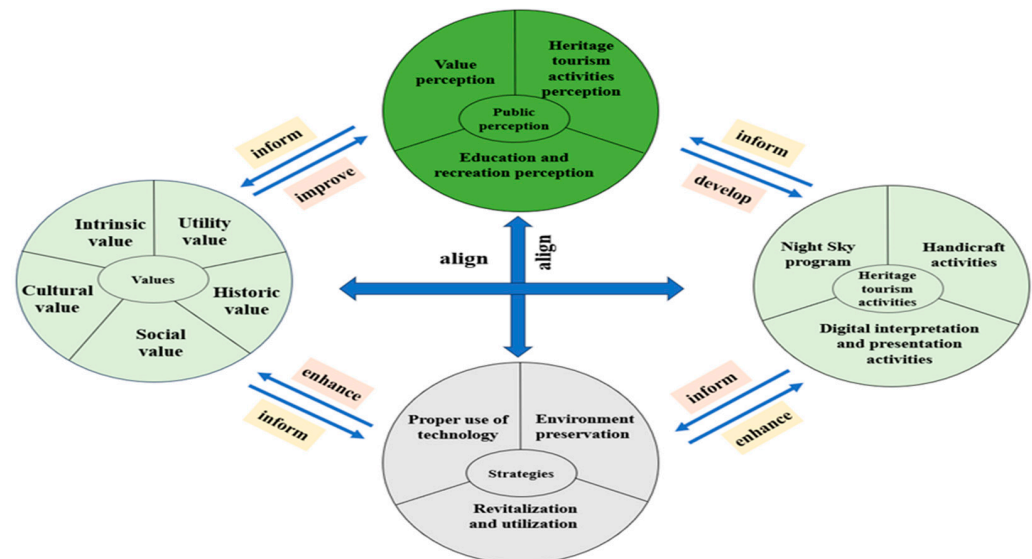 Value
perception
Heritage
tourism
activities
perception
Public
perception
Education and
recreation perception
inform
improve
inform
develop
Intrinsic
value
Utility
value
Values
Cultural
value
Historic
value
Social
value
align
align
Night Sky
program
Handicraft
activities
Heritage
tourism
activities
Digital interpretation
and presentation
activities
enhance
inform
inform
enhance
Proper use of
technology
Environment
preservation
Strategies
Revitalization
and utilization